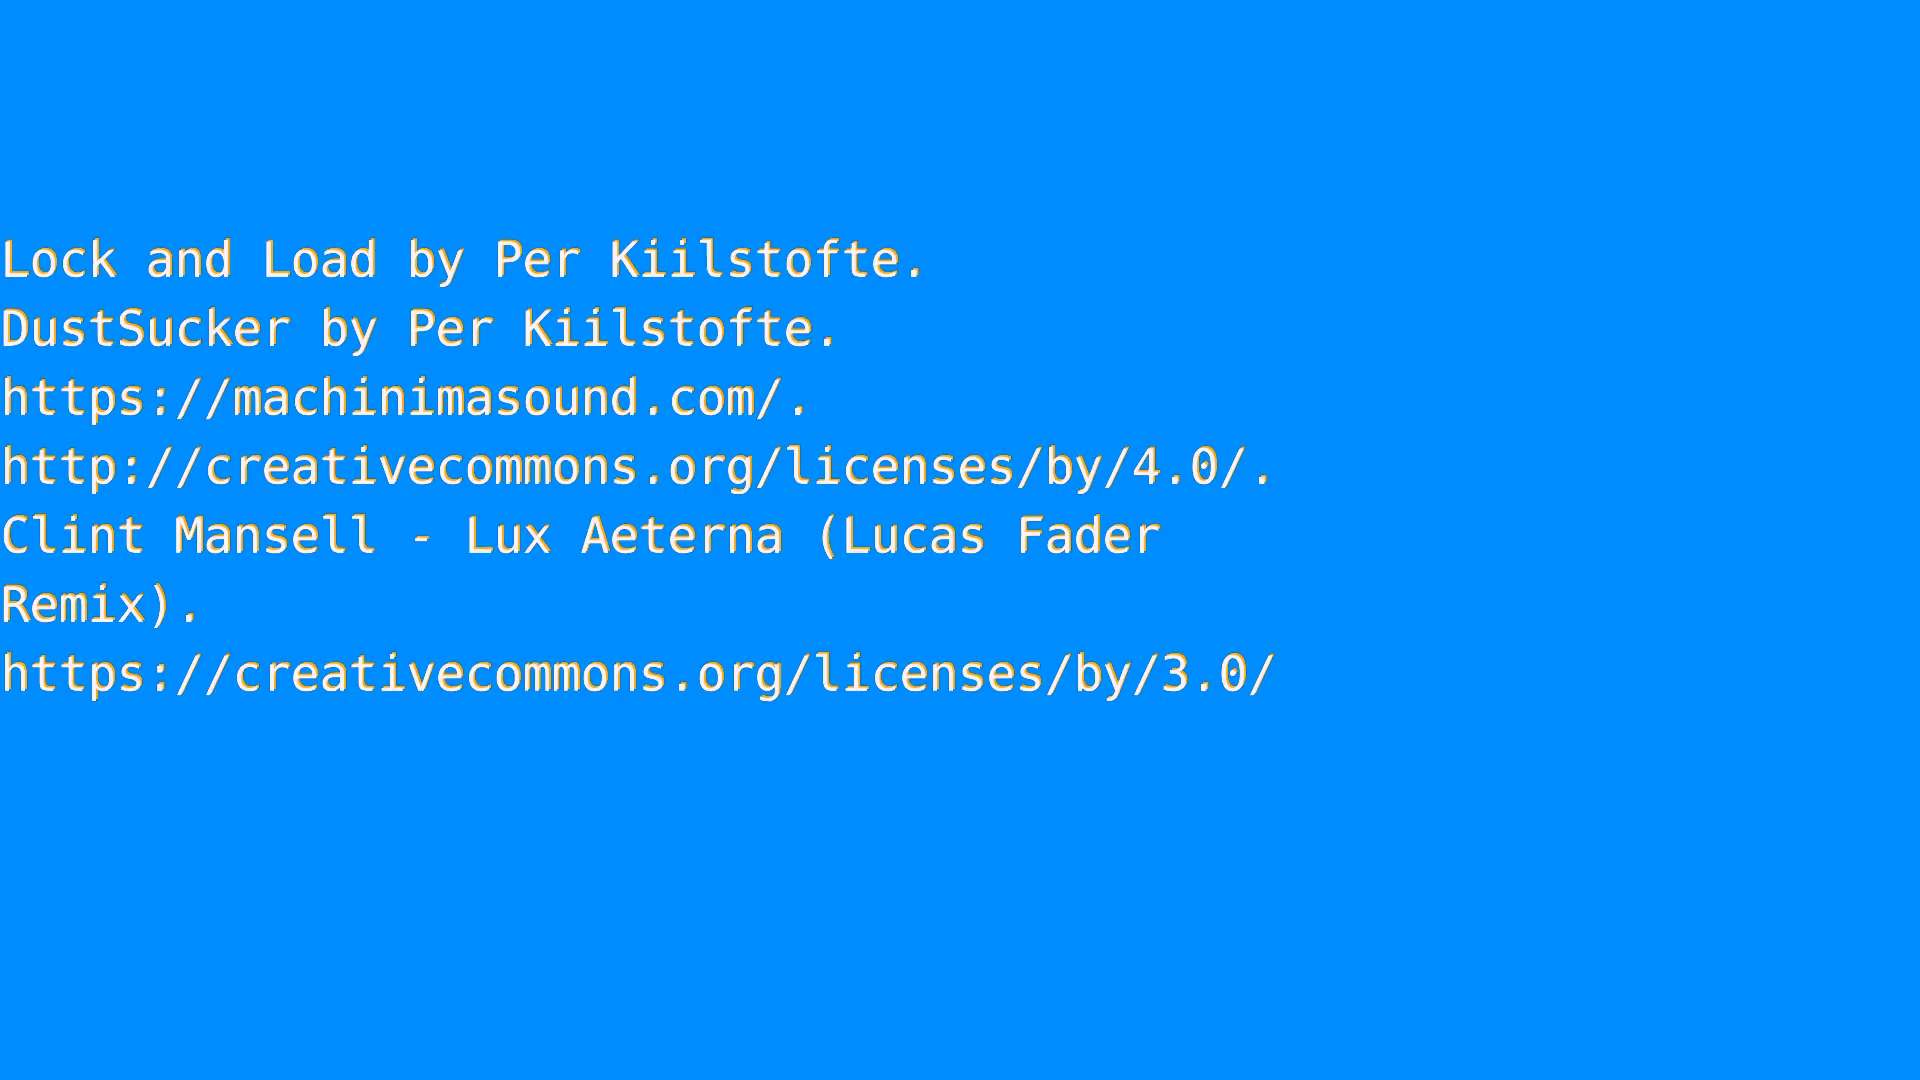 Lock and Load by Per Kiilstofte.
DustSucker by Per Kiilstofte.
https://machinimasound.com/.
http://creativecommons.org/licenses/by/4.0/.
Clint Mansell - Lux Aeterna (Lucas Fader
Remix).
https://creativecommons.org/licenses/by/3.0/